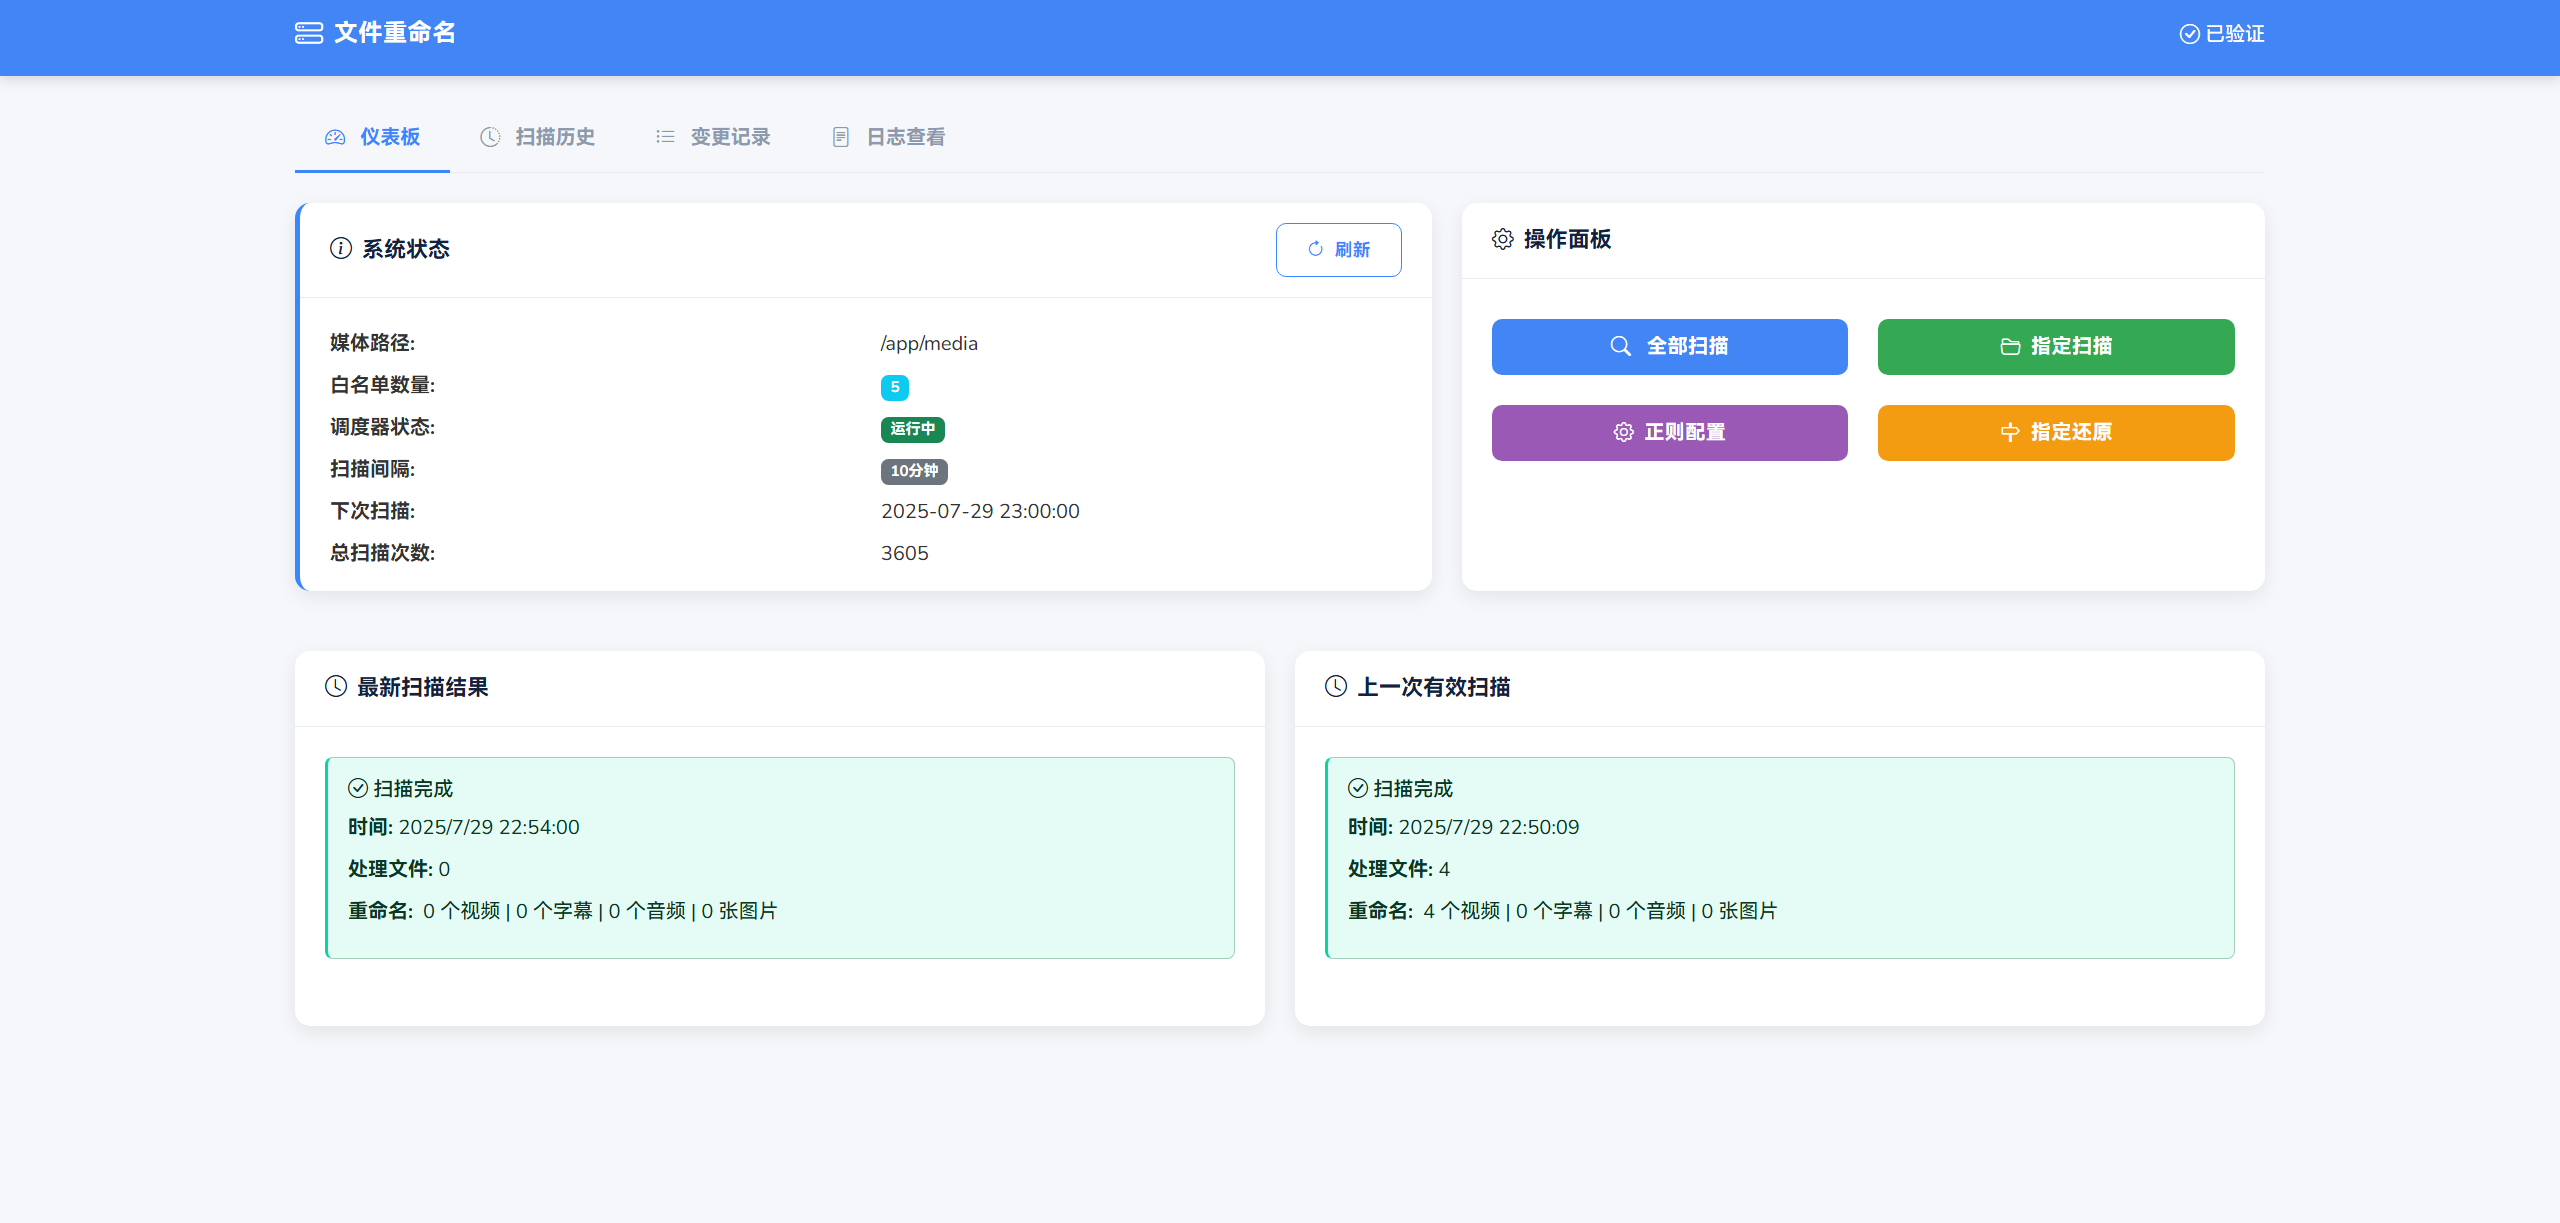 文件重命名
已验证
仪表板
扫描历史
变更记录
日志查看
系统状态
刷新
媒体路径: /app/media
白名单数量: 5
调度器状态: 运行中
扫描间隔: 10分钟
下次扫描: 2025-07-29 23:00:00
总扫描次数: 3605
操作面板
全部扫描
指定扫描
正则配置
指定还原
最新扫描结果
扫描完成
时间: 2025/7/29 22:54:00
处理文件: 0
重命名: 0 个视频 | 0 个字幕 | 0 个音频 | 0 张图片
上一次有效扫描
扫描完成
时间: 2025/7/29 22:50:09
处理文件: 4
重命名: 4 个视频 | 0 个字幕 | 0 个音频 | 0 张图片